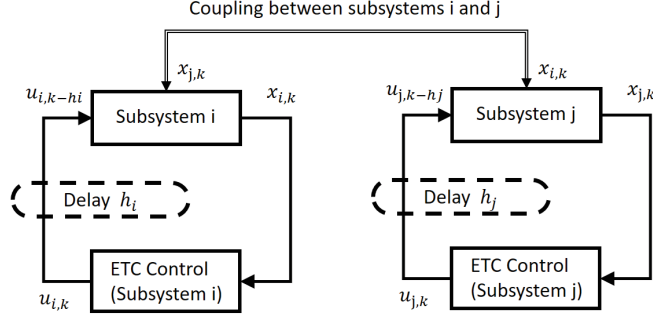 Coupling between subsystems i and j
u_{i,k−hi} x_{j,k} x_{i,k} u_{j,k−hj} x_{i,k} x_{j,k}
Subsystem i Subsystem j
Delay h_i Delay h_j
ETC Control ETC Control
(Subsystem i) (Subsystem j)
u_{i,k} u_{j,k}